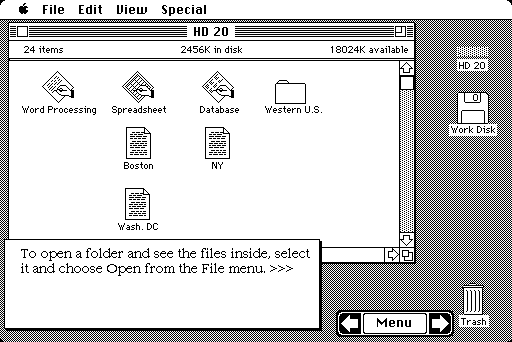 File Edit View Special
HD 20
24 items 2456K in disk 18024K available
Word Processing Spreadsheet Database Western U.S.
Boston NY
Wash. DC
HD 20
0
Work Disk
To open a folder and see the files inside, select
it and choose Open from the File menu. >>>
Menu
Trash